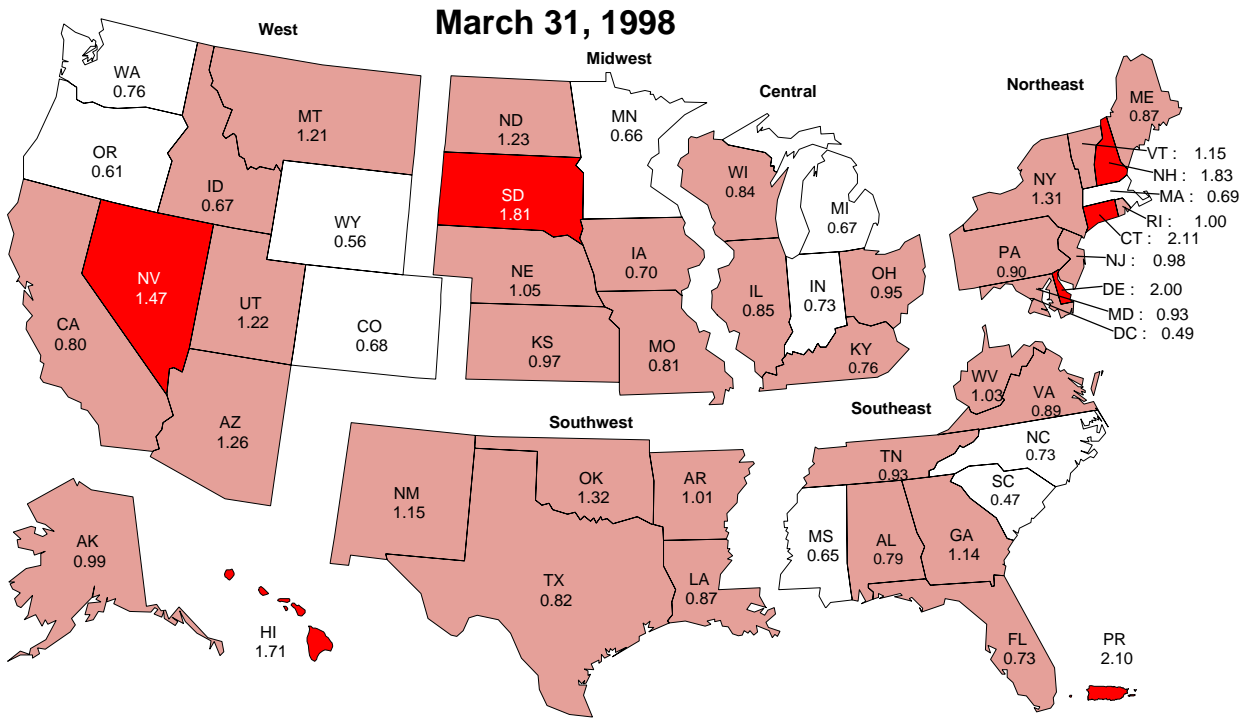 March 31, 1998
West
Midwest
Central
Northeast
Southwest
Southeast
WA
0.76
OR
0.61
CA
0.80
NV
1.47
ID
0.67
MT
1.21
WY
0.56
UT
1.22
CO
0.68
AZ
1.26
AK
0.99
HI
1.71
ND
1.23
SD
1.81
NE
1.05
KS
0.97
MN
0.66
IA
0.70
MO
0.81
WI
0.84
MI
0.67
IL
0.85
IN
0.73
OH
0.95
KY
0.76
ME
0.87
NY
1.31
PA
0.90
VT : 1.15
NH : 1.83
MA : 0.69
RI : 1.00
CT : 2.11
NJ : 0.98
DE : 2.00
MD : 0.93
DC : 0.49
NM
1.15
OK
1.32
AR
1.01
TX
0.82
LA
0.87
WV
1.03
VA
0.89
TN
0.93
NC
0.73
SC
0.47
MS
0.65
AL
0.79
GA
1.14
FL
0.73
PR
2.10